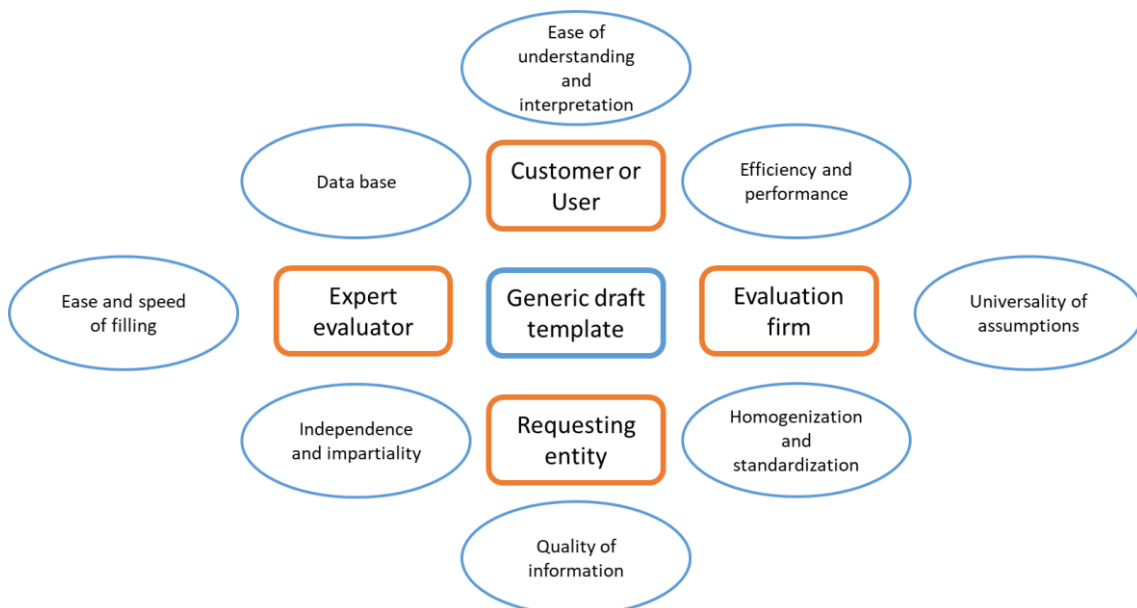 Ease of
understanding
and
interpretation
Data base
Customer or
User
Efficiency and
performance
Ease and speed
of filling
Expert
evaluator
Generic draft
template
Evaluation
firm
Universality of
assumptions
Independence
and impartiality
Requesting
entity
Homogenization
and
standardization
Quality of
information